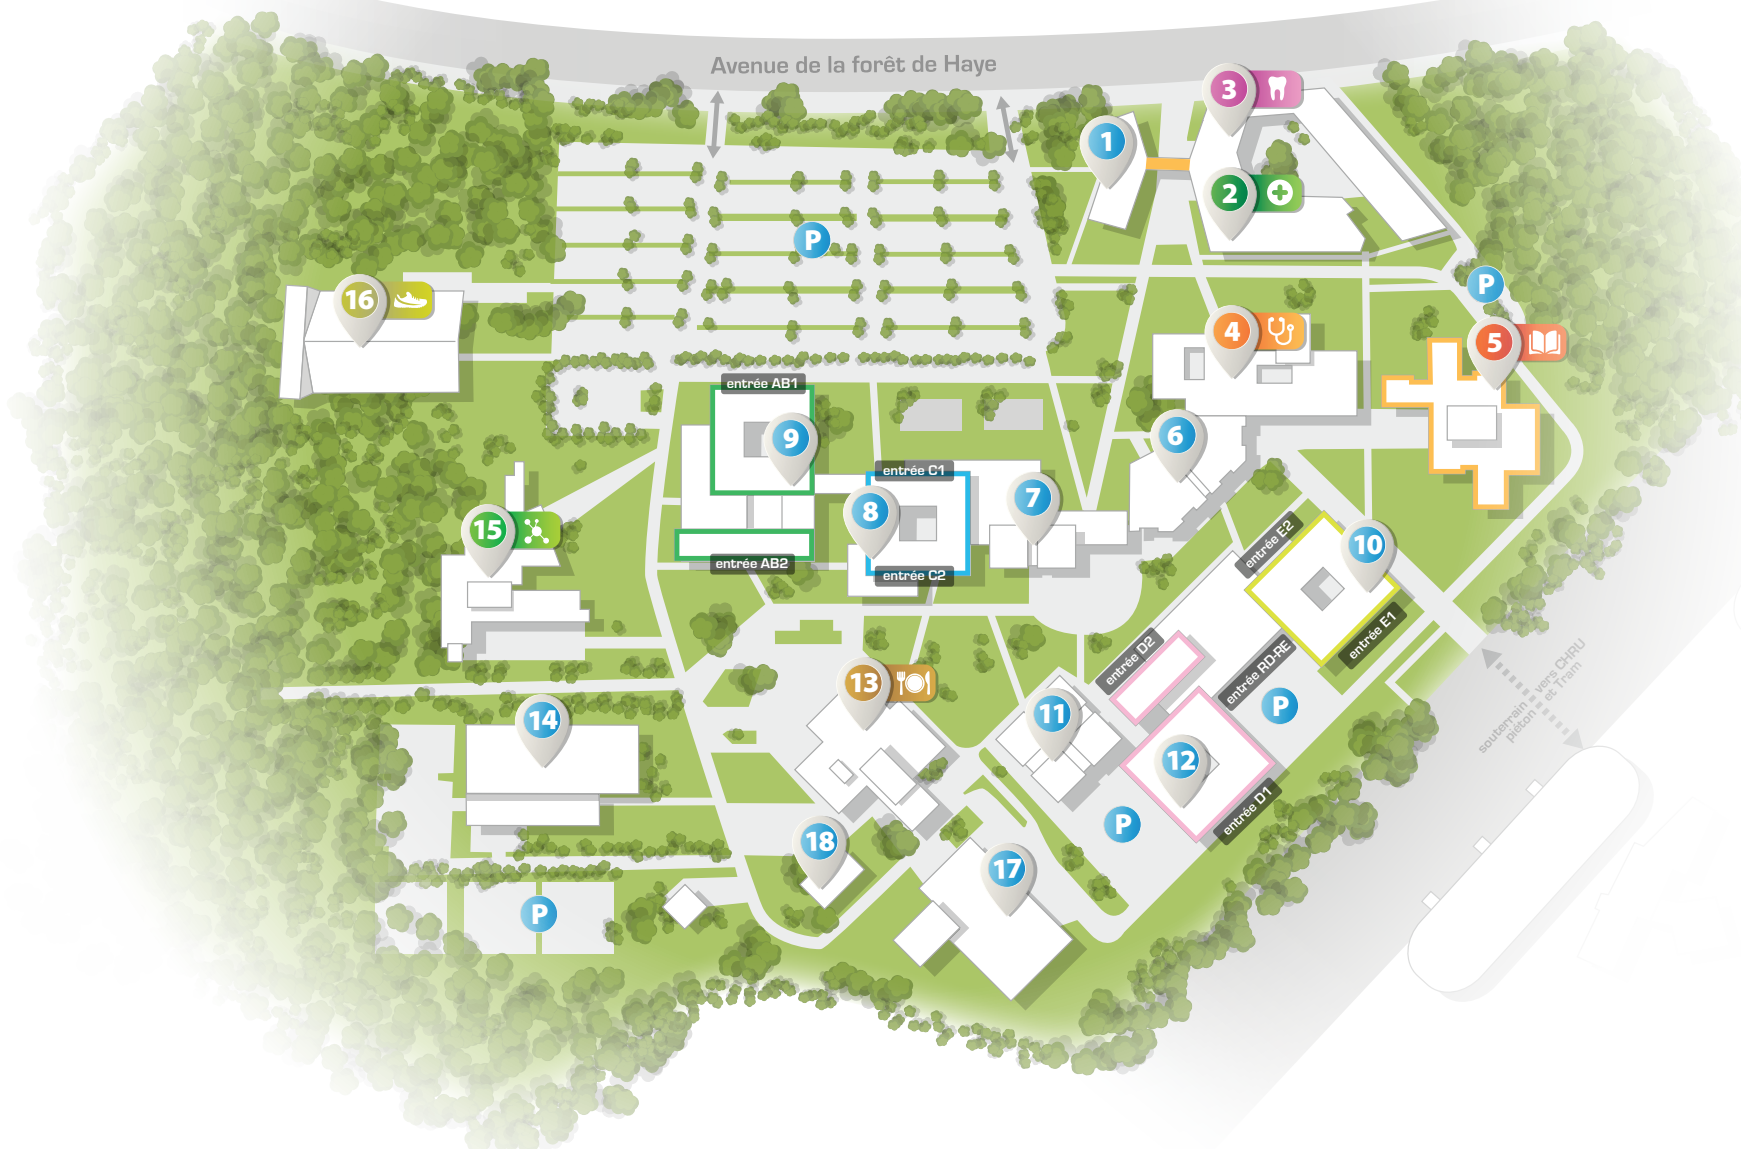 Avenue de la forêt de Haye
3
1
2
P
P
16
4
5
entrée AB1
9
6
entrée C1
7
8
15
entrée E2
10
entrée AB2
entrée C2
entrée E1
entrée D2
entrée RD-RE
souterrain vers CHRU
piéton et Tram
13
P
14
11
12
entrée D1
P
18
17
P